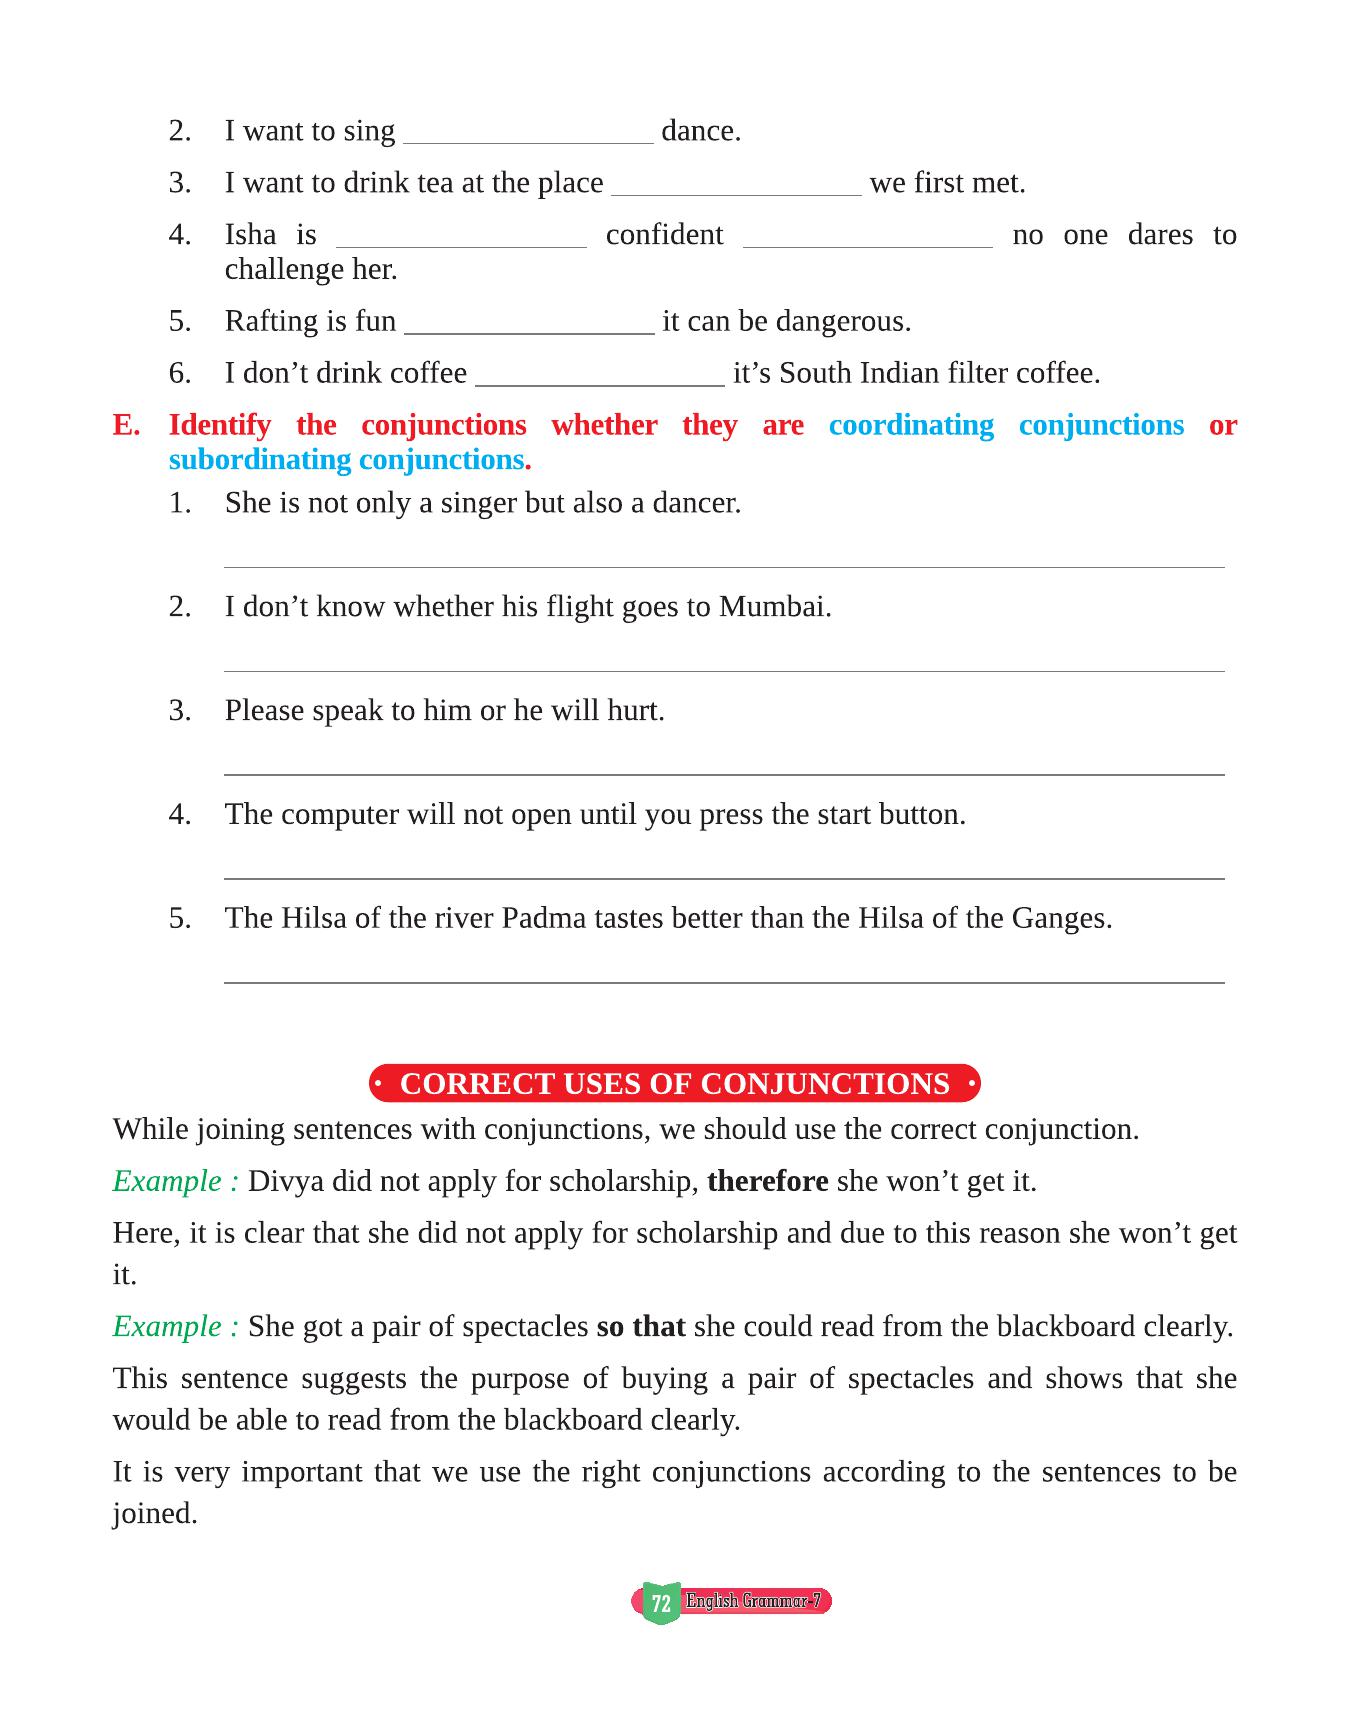 2. I want to sing ________________ dance.
3. I want to drink tea at the place ________________ we first met.
4. Isha is ________________ confident ________________ no one dares to
challenge her.
5. Rafting is fun ________________ it can be dangerous.
6. I don’t drink coffee ________________ it’s South Indian filter coffee.
E. Identify the conjunctions whether they are coordinating conjunctions or
subordinating conjunctions.
1. She is not only a singer but also a dancer.
2. I don’t know whether his flight goes to Mumbai.
3. Please speak to him or he will hurt.
4. The computer will not open until you press the start button.
5. The Hilsa of the river Padma tastes better than the Hilsa of the Ganges.
• CORRECT USES OF CONJUNCTIONS •
While joining sentences with conjunctions, we should use the correct conjunction.
Example : Divya did not apply for scholarship, therefore she won’t get it.
Here, it is clear that she did not apply for scholarship and due to this reason she won’t get
it.
Example : She got a pair of spectacles so that she could read from the blackboard clearly.
This sentence suggests the purpose of buying a pair of spectacles and shows that she
would be able to read from the blackboard clearly.
It is very important that we use the right conjunctions according to the sentences to be
joined.
72 English Grammar-7